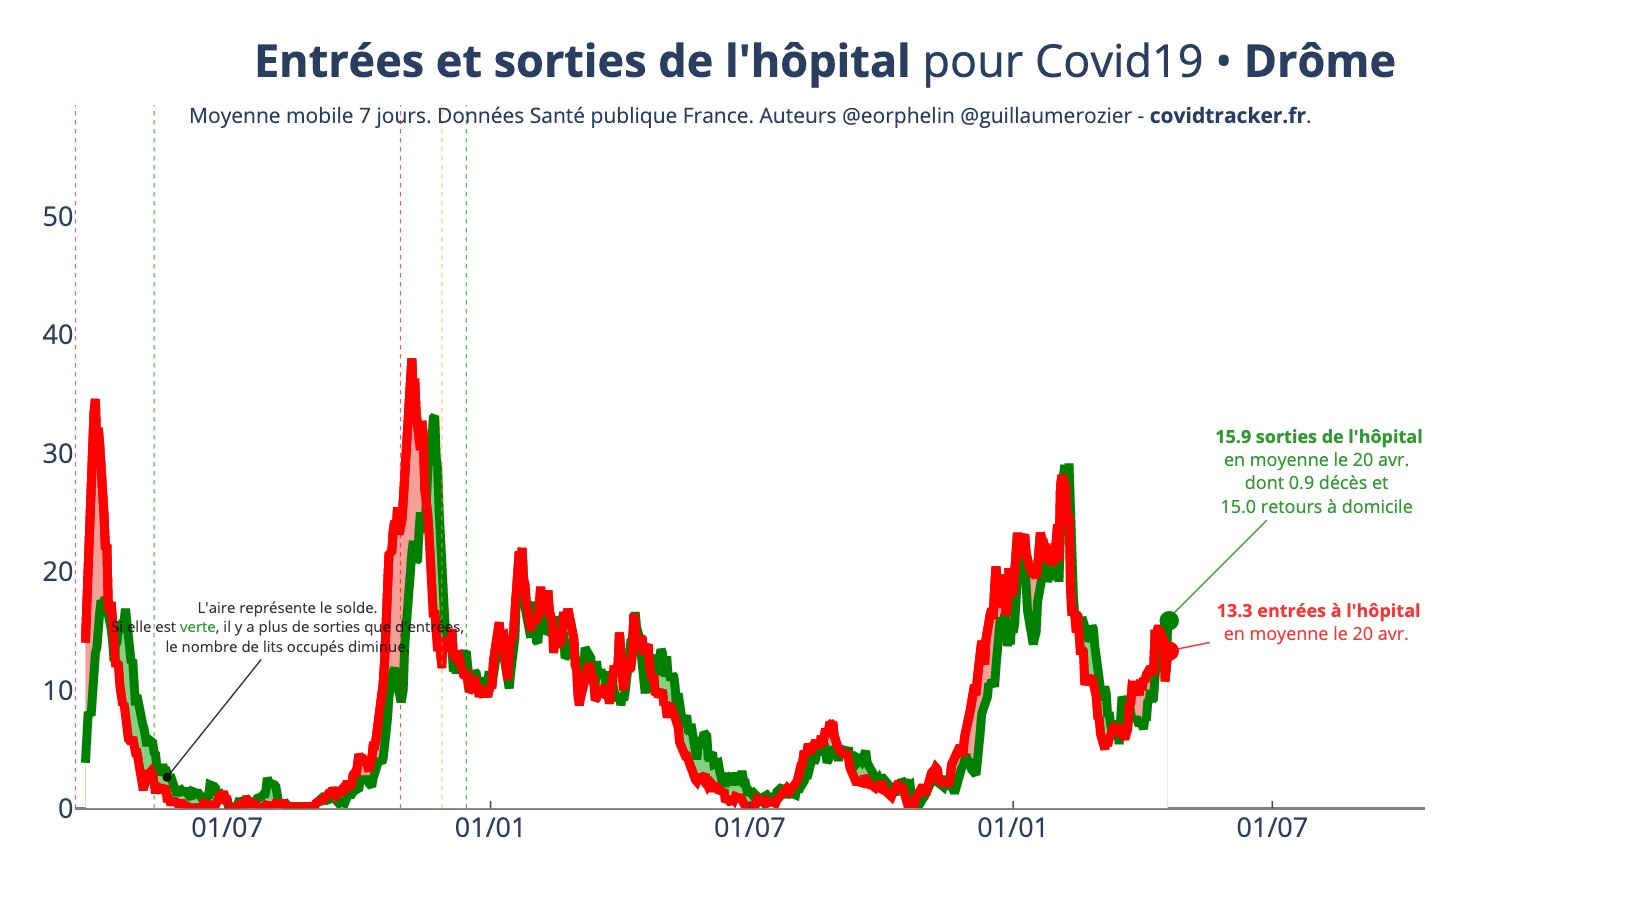 Entrées et sorties de l'hôpital pour Covid19 • Drôme
Moyenne mobile 7 jours. Données Santé publique France. Auteurs @eorphelin @guillaumerozier - covidtracker.fr.
50
40
30
20
10
0
L'aire représente le solde.
Si elle est verte, il y a plus de sorties que d'entrées,
le nombre de lits occupés diminue.
15.9 sorties de l'hôpital
en moyenne le 20 avr.
dont 0.9 décès et
15.0 retours à domicile
13.3 entrées à l'hôpital
en moyenne le 20 avr.
01/07
01/01
01/07
01/01
01/07